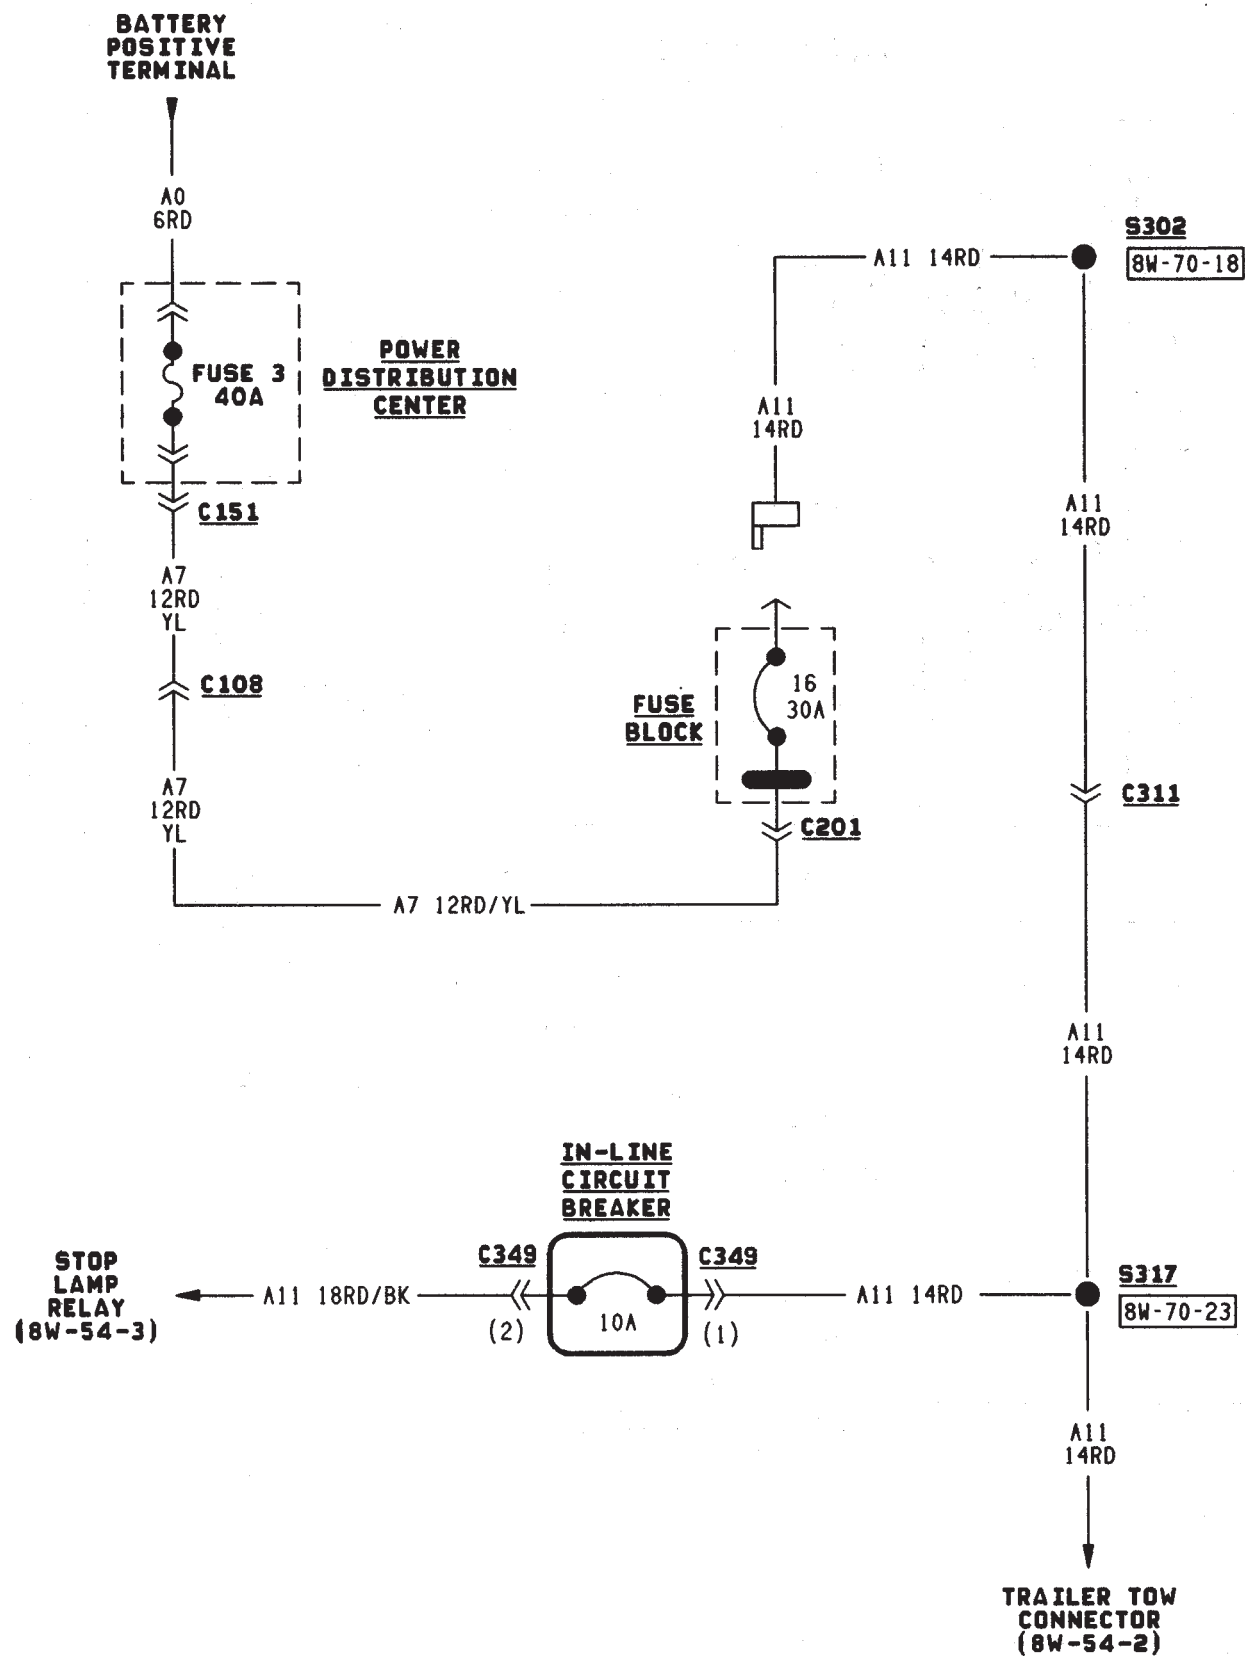 BATTERY
POSITIVE
TERMINAL
A0
6RD
FUSE 3
40A
POWER
DISTRIBUTION
CENTER
C151
A7
12RD
YL
C108
A7
12RD
YL
A7 12RD/YL
C201
FUSE
BLOCK
16
30A
A11
14RD
A11 14RD
S302
8W-70-18
A11
14RD
C311
A11
14RD
S317
8W-70-23
A11 14RD
IN-LINE
CIRCUIT
BREAKER
C349
C349
10A
(2)
(1)
A11 18RD/BK
STOP
LAMP
RELAY
(8W-54-3)
A11
14RD
TRAILER TOW
CONNECTOR
(8W-54-2)